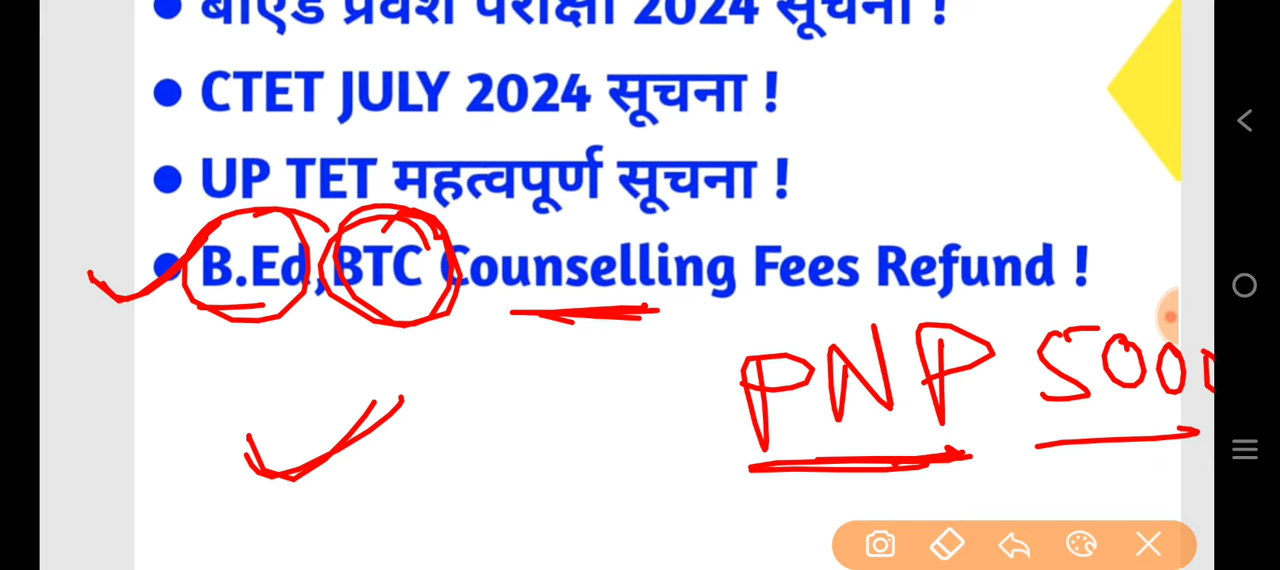 ● बीएड प्रवेश परीक्षा 2024 सूचना !
● CTET JULY 2024 सूचना !
● UP TET महत्वपूर्ण सूचना !
● B.Ed,BTC Counselling Fees Refund !
PNP 5000